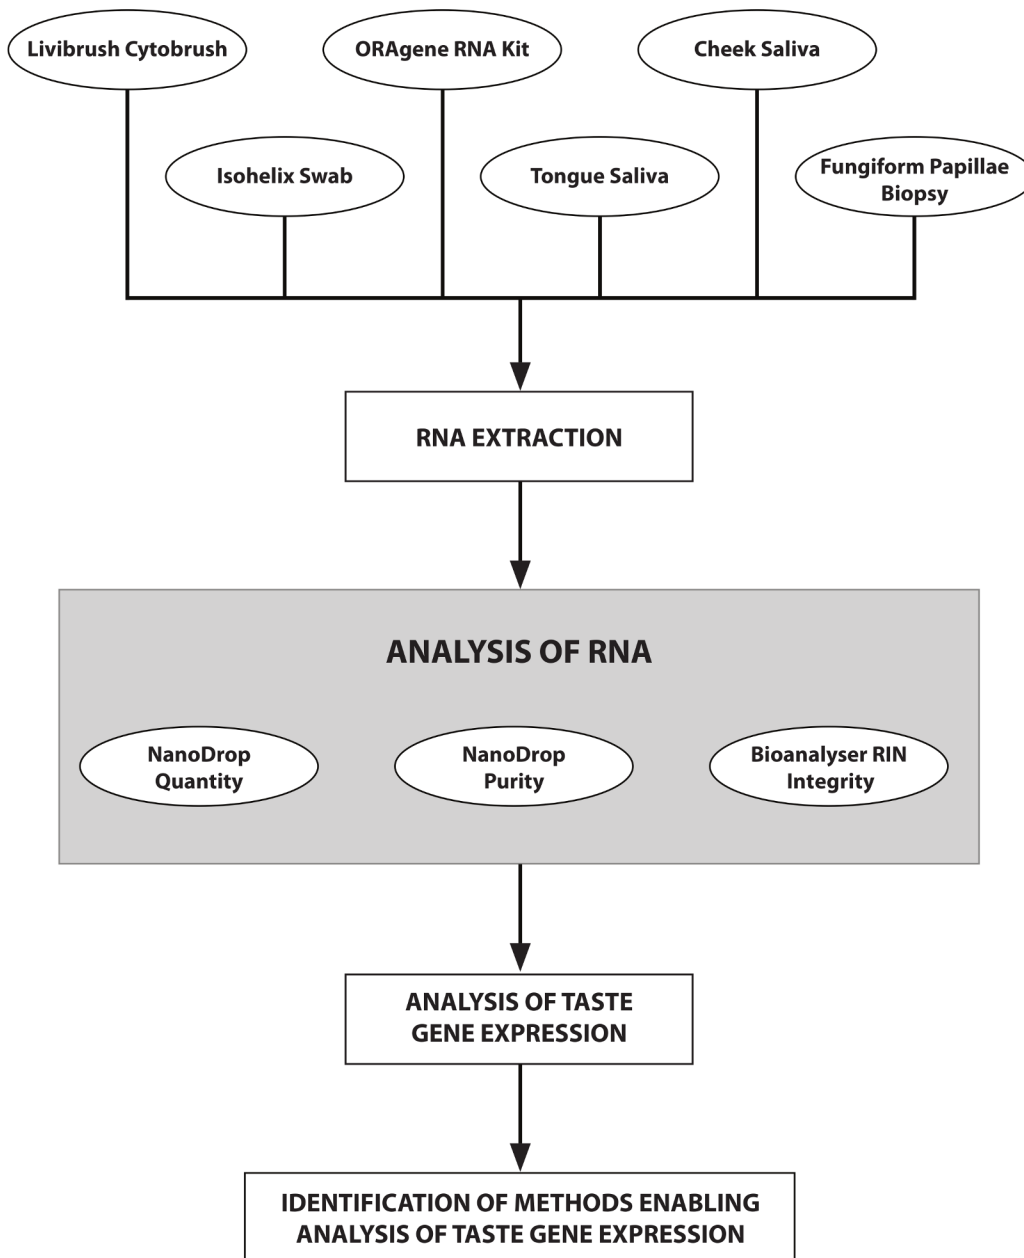 Livibrush Cytobrush
ORAgene RNA Kit
Cheek Saliva
Isohelix Swab
Tongue Saliva
Fungiform Papillae
Biopsy
RNA EXTRACTION
ANALYSIS OF RNA
NanoDrop
Quantity
NanoDrop
Purity
Bioanalyser RIN
Integrity
ANALYSIS OF TASTE
GENE EXPRESSION
IDENTIFICATION OF METHODS ENABLING
ANALYSIS OF TASTE GENE EXPRESSION